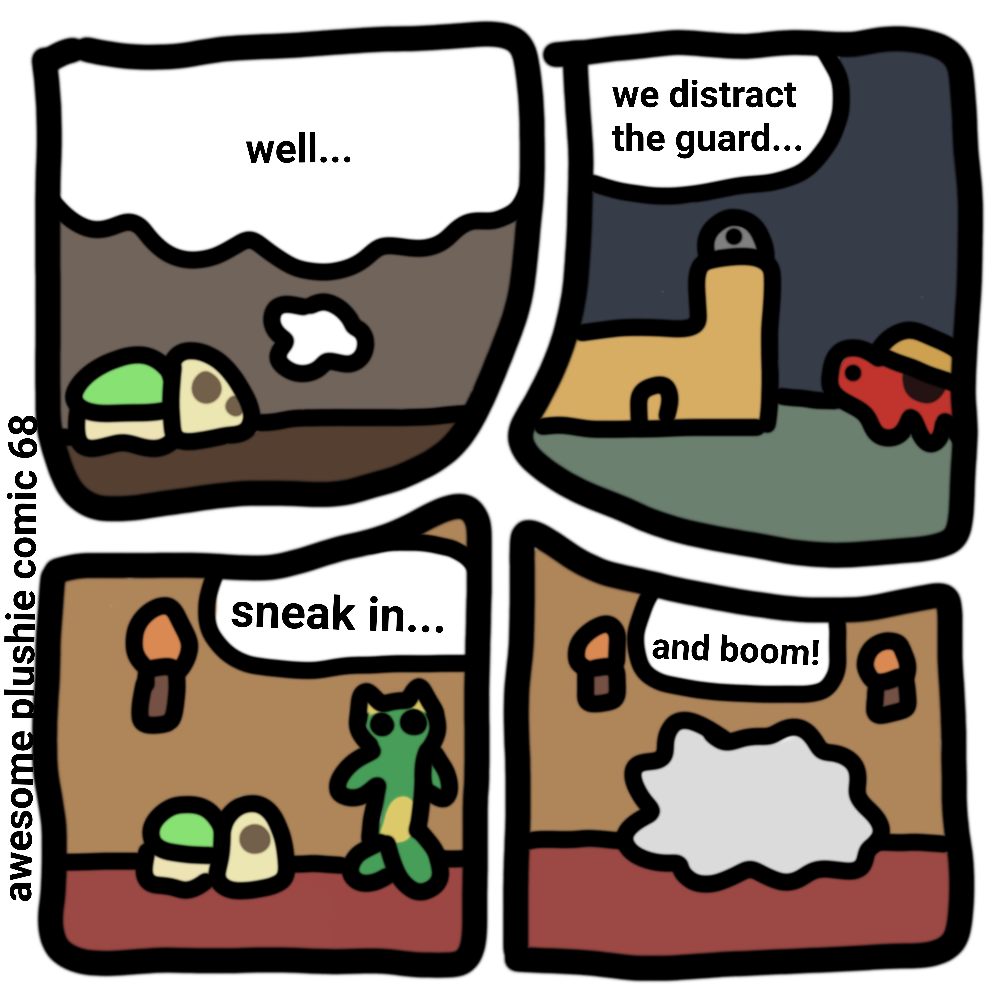 well...
we distract
the guard...
sneak in...
and boom!
awesome plushie comic 68